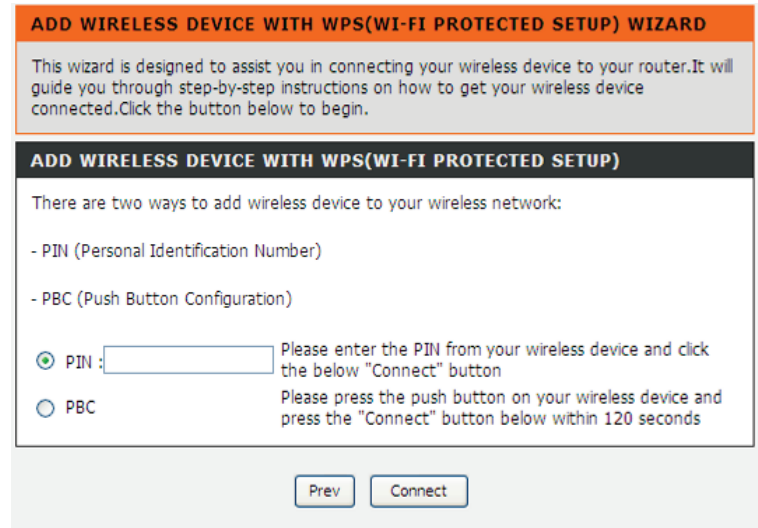 ADD WIRELESS DEVICE WITH WPS(WI-FI PROTECTED SETUP) WIZARD
This wizard is designed to assist you in connecting your wireless device to your router.It will
guide you through step-by-step instructions on how to get your wireless device
connected.Click the button below to begin.
ADD WIRELESS DEVICE WITH WPS(WI-FI PROTECTED SETUP)
There are two ways to add wireless device to your wireless network:
- PIN (Personal Identification Number)
- PBC (Push Button Configuration)
PIN : Please enter the PIN from your wireless device and click
the below "Connect" button
PBC Please press the push button on your wireless device and
press the "Connect" button below within 120 seconds
Prev Connect